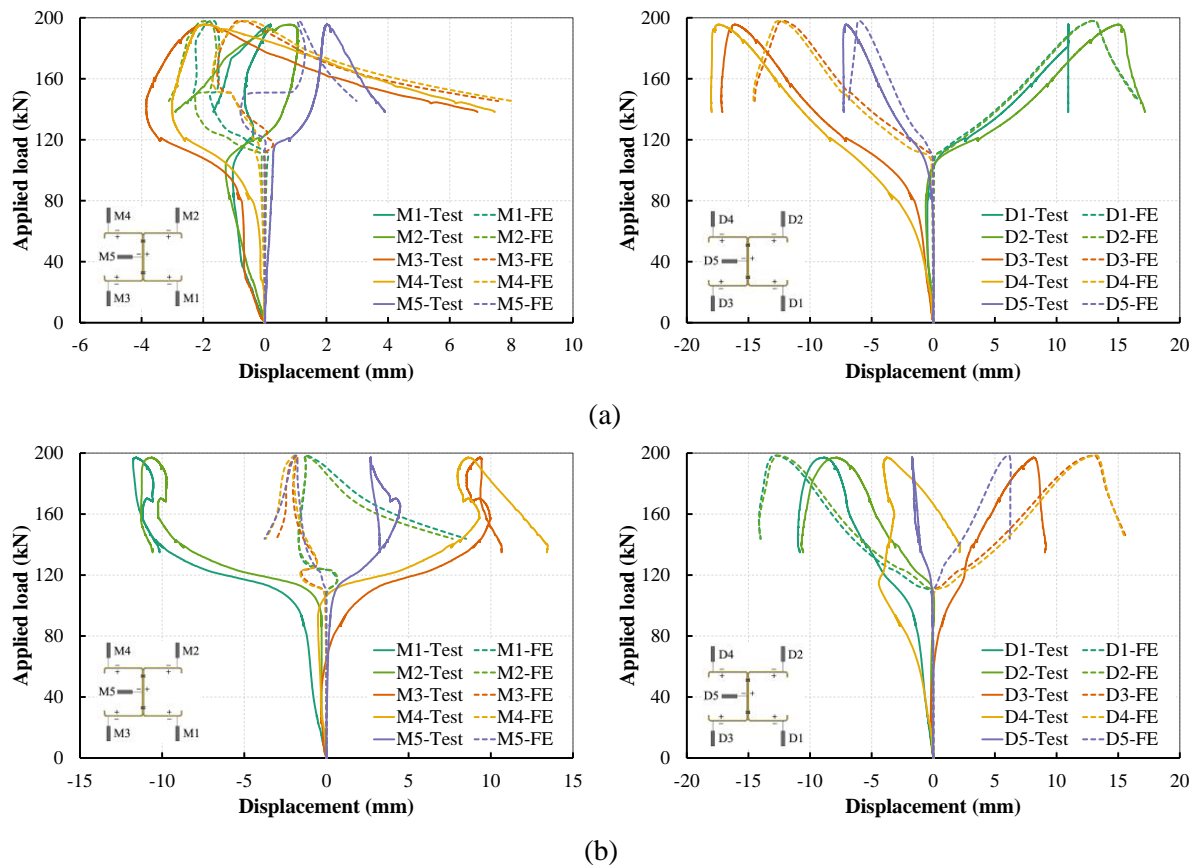 200
160
120
80
40
0
Applied load (kN)
M4 M2
M5
M3 M1
M1-Test M1-FE
M2-Test M2-FE
M3-Test M3-FE
M4-Test M4-FE
M5-Test M5-FE
-6 -4 -2 0 2 4 6 8 10
Displacement (mm)
200
160
120
80
40
0
Applied load (kN)
D4 D2
D5
D3 D1
D1-Test D1-FE
D2-Test D2-FE
D3-Test D3-FE
D4-Test D4-FE
D5-Test D5-FE
-20 -15 -10 -5 0 5 10 15 20
Displacement (mm)
(a)
200
160
120
80
40
0
Applied load (kN)
M4 M2
M5
M3 M1
M1-Test M1-FE
M2-Test M2-FE
M3-Test M3-FE
M4-Test M4-FE
M5-Test M5-FE
-15 -10 -5 0 5 10 15
Displacement (mm)
200
160
120
80
40
0
Applied load (kN)
D4 D2
D5
D3 D1
D1-Test D1-FE
D2-Test D2-FE
D3-Test D3-FE
D4-Test D4-FE
D5-Test D5-FE
-20 -15 -10 -5 0 5 10 15 20
Displacement (mm)
(b)